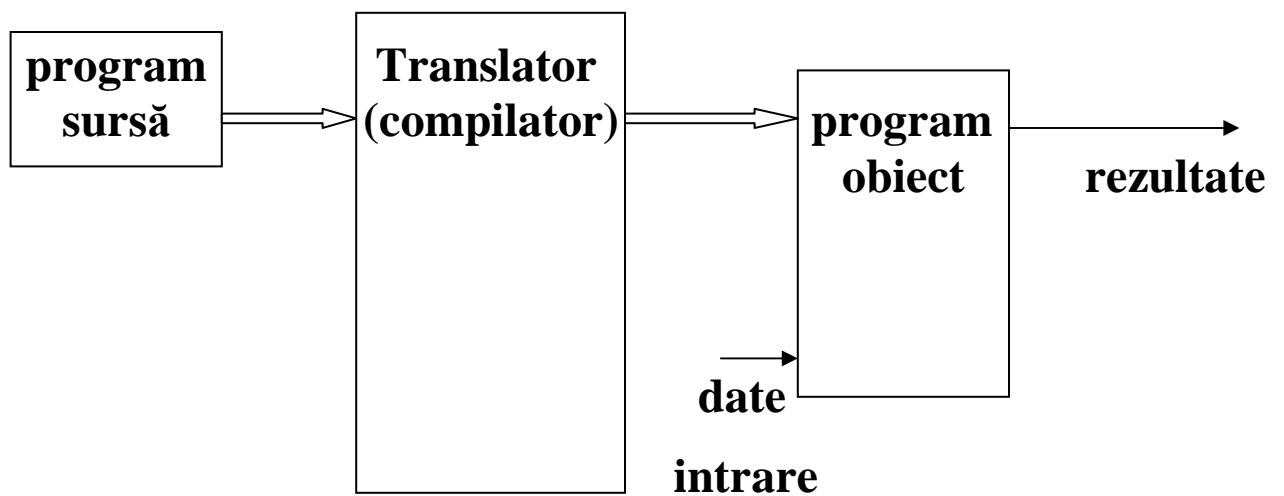 program
sursă
Translator
(compilator)
program
obiect
rezultate
date
intrare